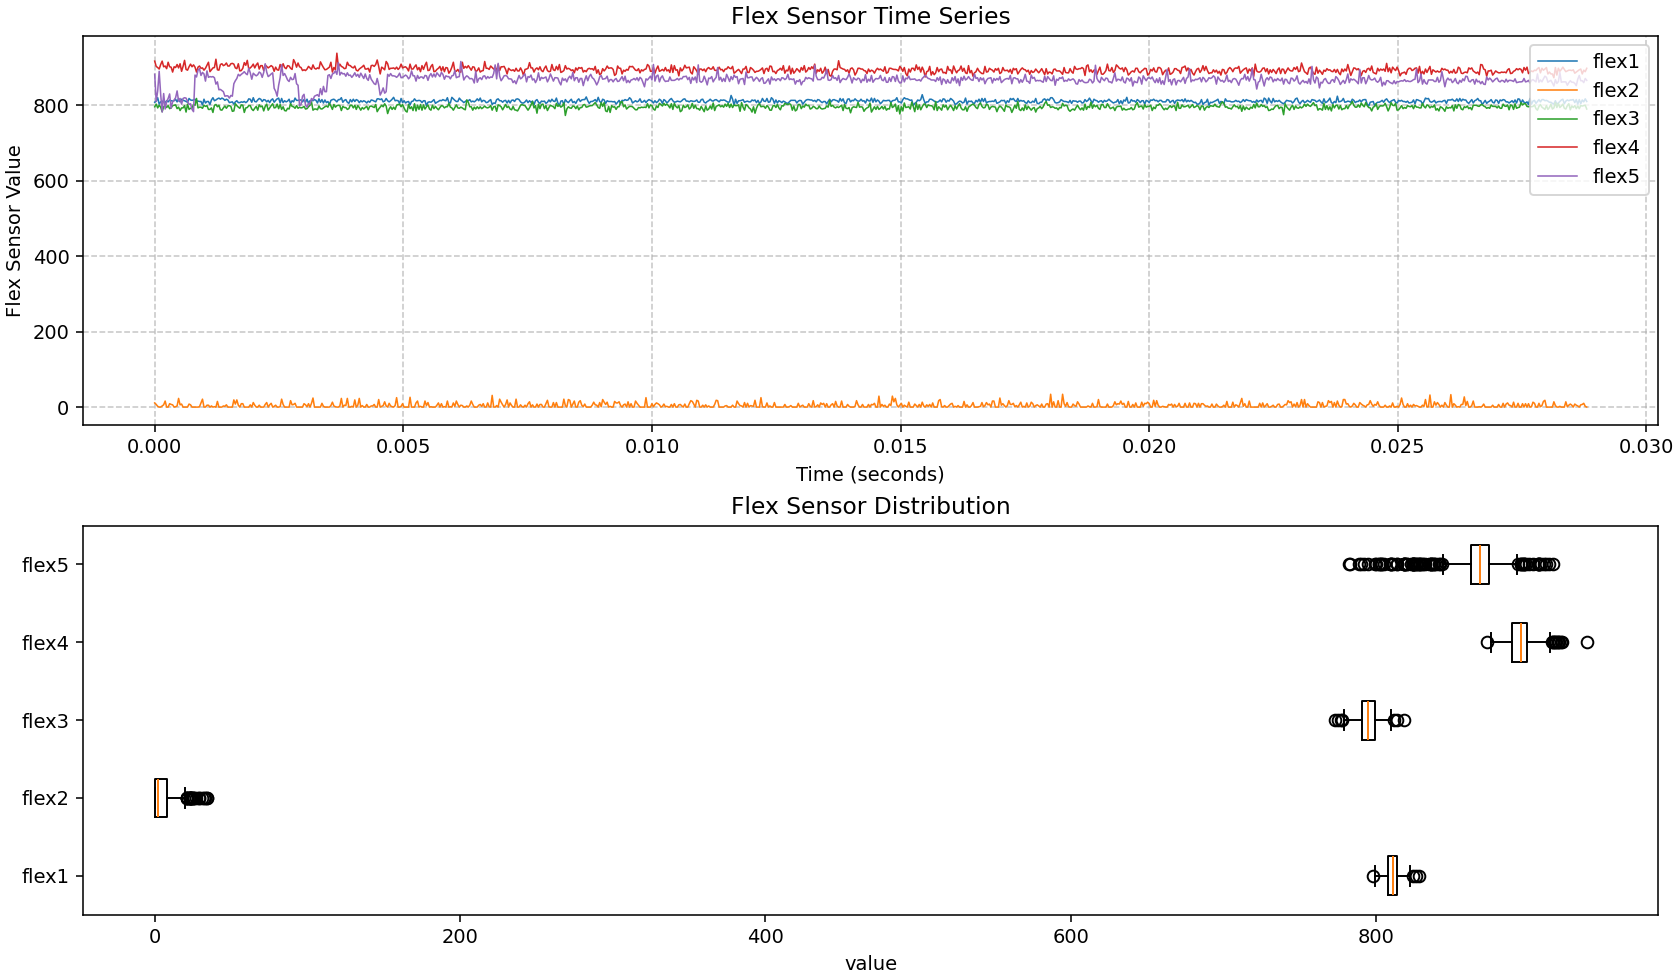 Flex Sensor Time Series
Flex Sensor Value
800
600
400
200
0
flex1
flex2
flex3
flex4
flex5
0.000 0.005 0.010 0.015 0.020 0.025 0.030
Time (seconds)
Flex Sensor Distribution
flex5
flex4
flex3
flex2
flex1
0 200 400 600 800
value